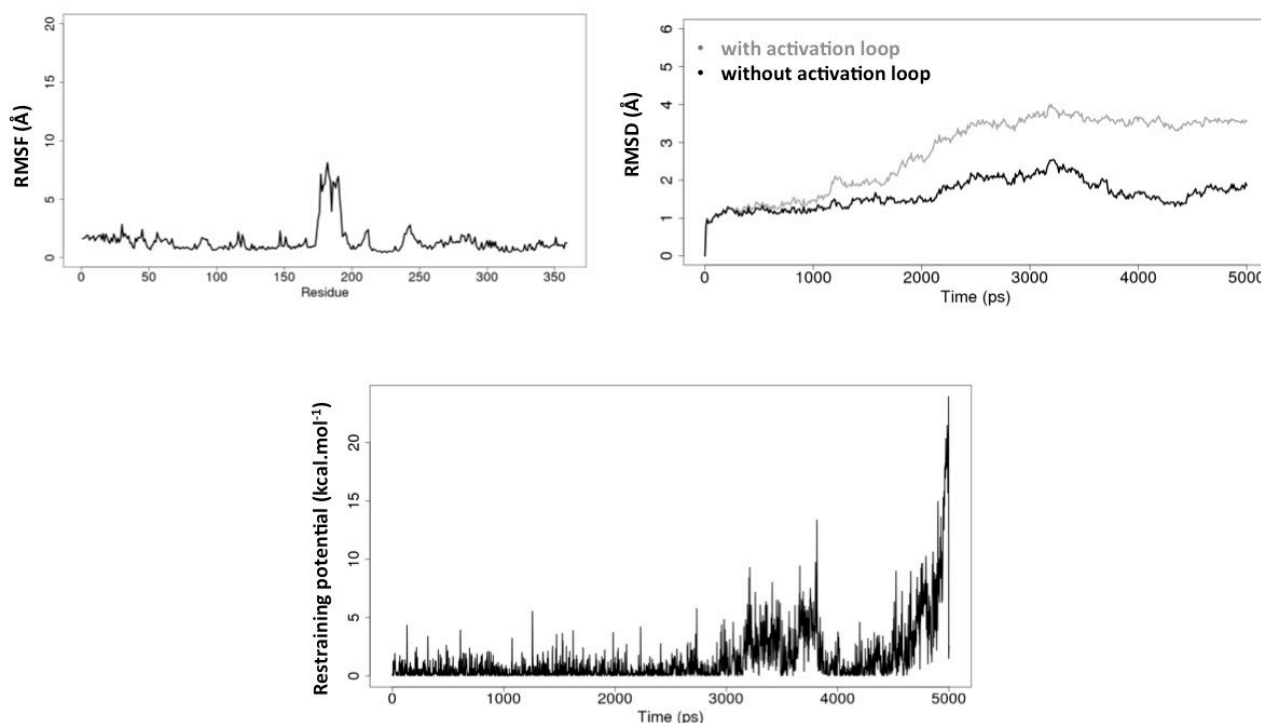 RMSF (Å)
20
15
10
5
0
0 50 100 150 200 250 300 350
Residue
RMSD (Å)
6
5
4
3
2
1
0
• with activation loop
• without activation loop
0 1000 2000 3000 4000 5000
Time (ps)
Restraining potential (kcal.mol-1)
20
15
10
5
0
0 1000 2000 3000 4000 5000
Time (ps)